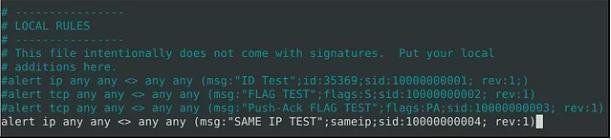 # ----------------
# LOCAL RULES
# ----------------
# This file intentionally does not come with signatures.  Put your local
# additions here.
#alert ip any any <> any any (msg:"ID Test";id:35369;sid:10000000001; rev:1;)
#alert tcp any any <> any any (msg:"FLAG TEST";flags:S;sid:10000000002; rev:1)
#alert tcp any any <> any any (msg:"Push-Ack FLAG TEST";flags:PA;sid:10000000003; rev:1)
alert ip any any <> any any (msg:"SAME IP TEST";sameip;sid:10000000004; rev:1)